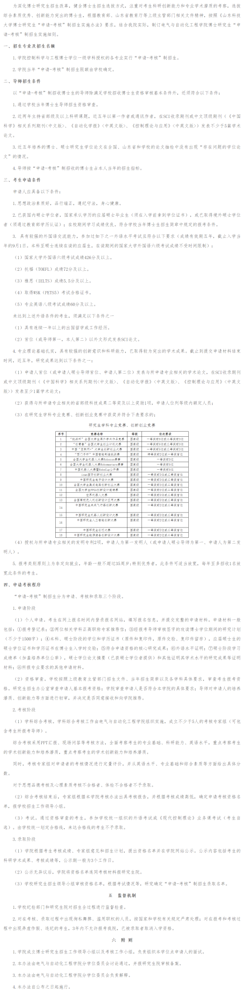 为深化博士研究生招生改革，健全博士生招生选拔方式，注重对考生科研创新能力和专业学术潜质的考察，选拔
综合素质优秀、创新能力突出的博士生，根据教育部、山东省教育厅等上级主管部门相关文件精神，按照《山东科技
大学博士研究生“申请-考核”制招生实施办法》要求，结合我院实际，制订电气与自动化工程学院博士研究生“申
请-考核”制招生实施细则。
一、招生专业及招生名额
1.学院控制科学与工程博士学位一级学科授权的各专业实行“申请-考核”制招生。
2.学院当年“申请-考核”制招生限额由学校确定。
二、导师招生条件
以“申请-考核”制招收博士生的导师除满足学校招收博士生资格审核基本条件外，还须符合以下条件：
1.通过学校当年博士生导师招生资格审查。
2.近两年主持省部级及以上科研课题，近五年以第一作者或通讯作者，在SCI收录期刊或中文顶级期刊（《中国
科学》相关系列期刊<中文版>、《自动化学报》<中英文版>、《控制理论与应用》<中英文版>）发表不少于5篇学术
论文。
3.近五年培养的博士、硕士研究生学位论文在全国、山东省和学校的论文抽检中没有出现“存在问题的学位论
文”的情况。
4.导师按“申请-考核”制招收的博士生占本人当年的招生指标。
三、考生申请条件
申请人应具备以下条件：
1.思想政治素质好，品行端正，遵纪守法，身心健康。
2.已获国内硕士学位者，国家承认学历的应届硕士毕业生（须在入学前拿到学位证书），或已取得境外硕士学位
者（须通过教育部学历认证）；在校期间学习成绩优良。符合学校当年博士生招生简章中规定的报考条件。
3. 具有较强的外国语交流能力，参加过如下之一外语水平考试且符合以下要求（成绩有效期五年，截止入学当
年的9月1日。本科至硕士连续在读的应届生，在读期间的国家大学外国语六级考试成绩不受时间限制）：
（1）国家大学外国语六级考试成绩426分及以上。
（2）托福（TOEFL）成绩72分及以上。
（3）雅思（IELTS）成绩5.5分及以上。
（4）取得WSK（PETS5）考试合格证书。
（5）专业英语八级考试成绩60分及以上。
未达到上述外语条件的考生，须满足以下条件之一
（1）具有连续一年以上的出国留学或工作经历。
（2）首位（或导师第一，本人第二）以外文形式发表SCI论文。
4.专业理论基础扎实，具有较强的创新意识和科研能力，已取得较为突出的学术成果。截止到提交申请材料结束
时间，近五年，研究成果达到以下条件之一：
（1）申请人首位（或申请人硕士导师首位、申请人第二位）发表与所申请专业相关的学术论文，在SCI收录期刊
或中文顶级期刊（《中国科学》相关系列期刊<中文版>、《自动化学报》<中英文版>、《控制理论与应用》<中英文
版>）发表至少1篇学术论文；
（2）获得与所申请专业相关的省部级科技成果二等奖及以上奖励1项，申请人位列等级内额定人员；
（3）在研究生学科专业竞赛、创新创业竞赛中获奖并符合下表要求的；
研究生学科专业竞赛、创新创业竞赛
序号 竞赛名称 等级 位次要求
1 “挑战杯”全国大学生课外学术作品竞赛 国家级 一等奖前5位或二等奖前3位
2 “创青春”全国大学生创业计划大赛 国家级 一等奖前5位或二等奖前3位
3 中国“互联网+”大学生创新创业大赛 国家级 一等奖前5位或二等奖前3位
4 “西门子杯”中国智能制造挑战赛 国家级 特等奖前2位或一等奖首位
5 全国大学生机器人大赛Robocon赛事 国家级 一等奖前5位
6 全国大学生机器人大赛Robomasters赛事 国家级 一等奖前5位
7 中国机器人大赛暨RoboCup公开赛 国家级 一等奖前5位
8 ican国际创新创业大赛 国家级 一等奖前3位或二等奖首位
9 中国研究生电子设计大赛 国家级 一等奖前3位或二等奖首位
10 全国大学生集成电路创新创业大赛 国家级 一等奖前3位或二等奖首位
11 全国大学生FPGA创新设计邀请赛 国家级 一等奖前2位或二等奖首位
12 世界机器人大赛 国家级 一等奖前2位或二等奖首位
13 全国高校无人机创新设计应用大赛 国家级 一等奖前2位或二等奖首位
14 中国研究生未来飞行器创新大赛 国家级 一等奖前2位或二等奖首位
15 中国研究生机器人创新设计大赛 国家级 一等奖前2位或二等奖首位
16 中国研究生人工智能创新大赛 国家级 一等奖前2位或二等奖首位
17 中国研究生创芯大赛 国家级 一等奖前2位或二等奖首位
18 中国研究生能源装备创新设计大赛 国家级 一等奖前2位或二等奖首位
（4）授权与所申请专业相关的发明专利2项，申请人为第一发明人（或申请人硕士导师为第一、申请人为第二发
明人）。
5. 报考类别原则上为非定向就业，年龄一般不超过35周岁;特别优秀者，此条件可适当放宽，每年至多招收1名放
宽此条件的考生。
四、申请考核程序
“申请-考核”制招生分为申请、考核和录取三个阶段。
1.申请阶段
（1）个人申请。考生在网上报名时间内登录报名网站，填写报名信息，并提交完整的申请材料。申请材料一般
包括：①报考登记表；②两位相关学科正高职称专家推荐信；③经报考导师审核签字的攻读博士学位期间的研究计划
（不少于1500字）；④本科、硕士阶段的学位和学历证书（原件和复印件，原件交验、复印件留存），应届硕士生的
硕士学位证书和学历证书在博士生入学时交验；⑤符合申请资格的核心研究成果；⑥外语水平证明；⑦硕士阶段学习
成绩单（加盖培养单位公章），硕士学位论文摘要（已获硕士学位者提供）和其他证明其学术水平的研究成果等证明
材料；⑧所报专业要求的其他申请材料。
（2）资格审查。学校按照上级教育主管部门招生文件、当年招生简章以及各学科具体要求，审查考生报考资
格。研究生招生办公室审查申请人基本报考资格；学院审查申请人是否符合本学院的具体要求；导师对申请人的培养
潜质、创新能力等方面进行初审，并决定是否同意接收和向学院推荐。
2.考核阶段
（1）学科综合考核。学科综合考核工作由电气与自动化工程学院组织实施，成立不少于5人的考核专家组（可包
含考生所报考导师）。
综合考核采用PPT汇报、现场问答等考核方法，全面考察考生的专业基础、科研能力、英语水平，重点考察考生
的学术创新能力和培养潜质，重点考察考生的学术创新能力和培养潜质。
同时，考核专家组对申请者的考核情况进行定量评价，并从英语水平、专业基础和综合素质等方面给出具体分
数。
对于思想品德考核及心理素质考核不合格者、体检不合格者不予录取。
（2）综合考核结束后，专家组根据本学院考核办法出具考核报告，并根据考核成绩高低，确定申请考核资格名
单，报学校招生工作领导小组。
（3）考试。通过资格审查的考生，参加学校统一组织的外语考试或《现代控制理论》业务课考试（考生自
选）。由学校统一划定合格线，未达合格线的考生不予录取。
3.录取阶段
（1）学院根据考生考核成绩、专家组意见和招生计划，提出资格名单并在学院网站公示。公示内容包括考生的
科研学术成果、考核成绩等，公示期一般为3个工作日。
（2）公示无异议后，学院将资格名单连同考核材料报研究生院。
（3）学校研究生招生领导小组审核资格名单，根据考试情况等，研究确定“申请-考核”制招生录取名单。
五 监督机制
1.学校纪检部门和研究生院对招生全过程进行监督检查。
2.对在考核、录取过程中出现徇私舞弊、滥用职权的人员，按国家和学校有关规定严肃处理；对在报考和考核过
程中出现弄虚作假、违纪的考生，3年内不允许报考我院，已被录取者取消入学资格。
六 附 则
1.学院成立博士研究生招生工作领导小组以及考核工作小组，负责组织本学位点申请人的面试。
2.本办法由电气与自动化工程学院分学位委员会讨论通过，并报研究生院审核备案。
3.本办法由电气与自动化工程学院分学位委员会负责解释。
4.本办法自公布之日起施行。